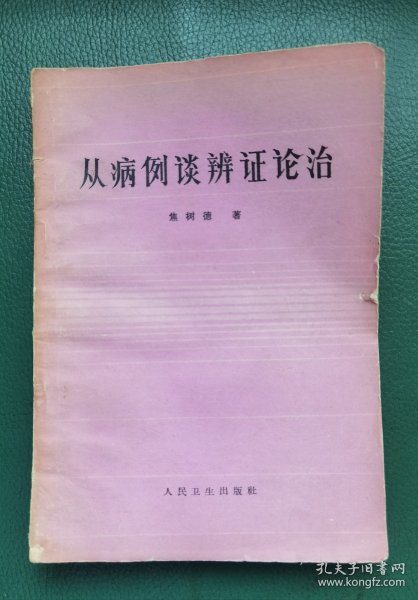 从病例谈辨证论治
焦树德 著
人民卫生出版社
孔夫子旧书网
www.kongfz.com